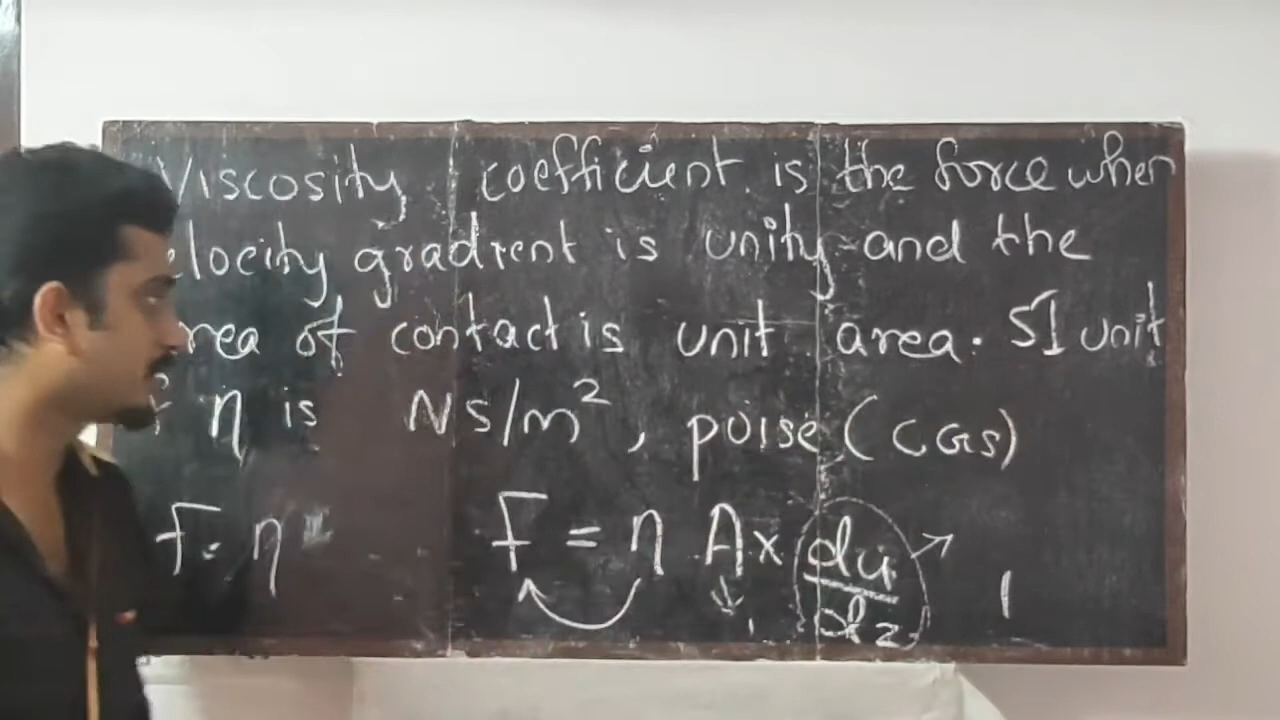 Viscosity coefficient is the force when
elocity gradient is unity and the
rea of contact is unit area. SI unit
η is Ns/m², poise (CGS)
F = η F = η A x du/dz 1